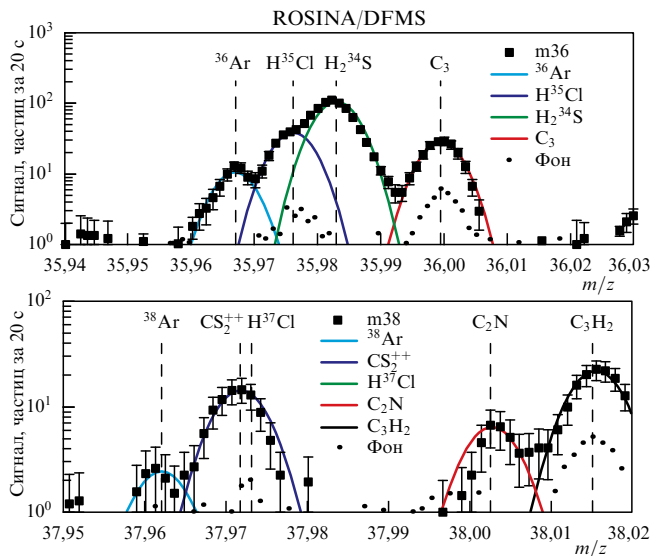 ROSINA/DFMS
Сигнал, частиц за 20 с
10³
10²
10¹
10⁰
³⁶Ar H³⁵Cl H₂³⁴S C₃
m36
³⁶Ar
H³⁵Cl
H₂³⁴S
C₃
Фон
35,94 35,95 35,96 35,97 35,98 35,99 36,00 36,01 36,02 36,03
m/z
Сигнал, частиц за 20 с
10²
10¹
10⁰
³⁸Ar CS₂⁺⁺ H³⁷Cl C₂N C₃H₂
m38
³⁸Ar
CS₂⁺⁺
H³⁷Cl
C₂N
C₃H₂
Фон
37,95 37,96 37,97 37,98 37,99 38,00 38,01 38,02
m/z